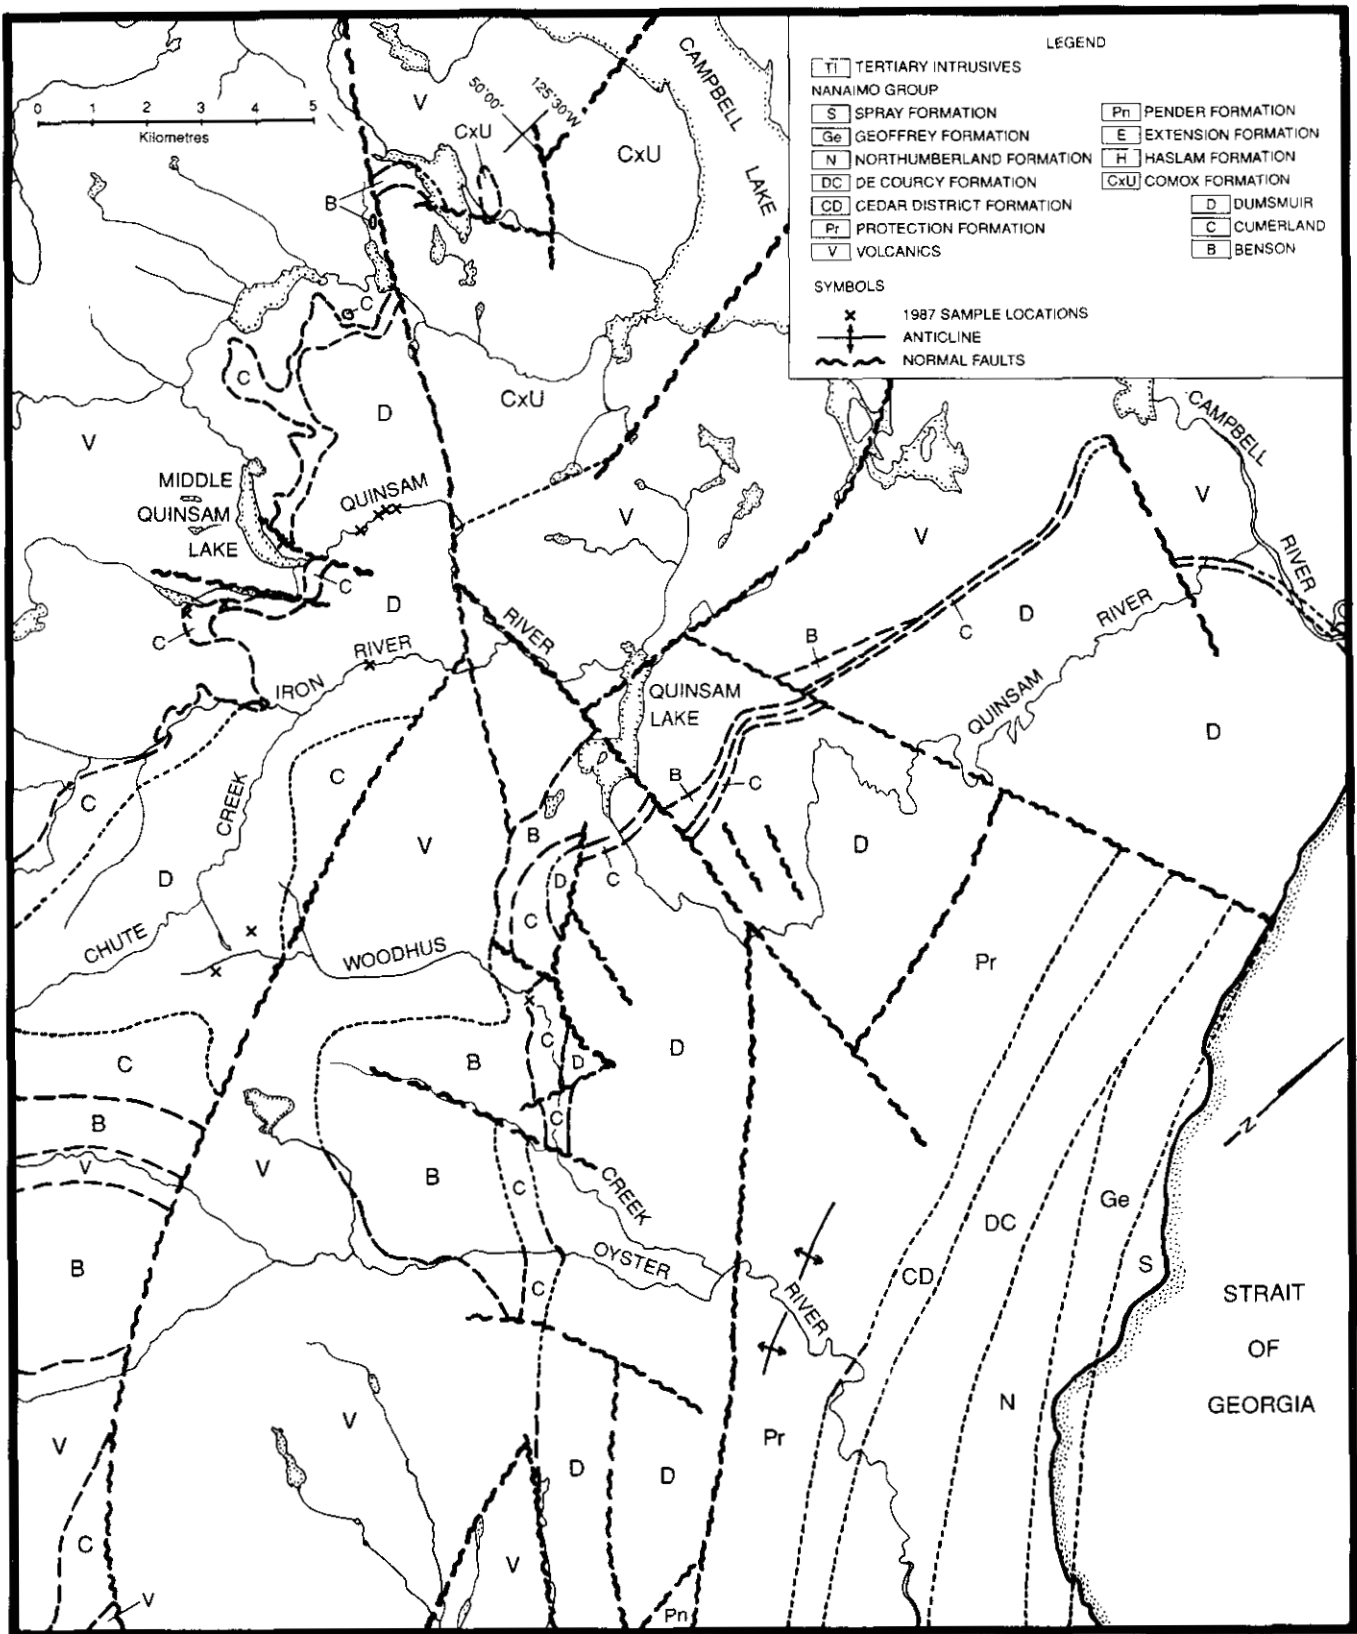 LEGEND
TI TERTIARY INTRUSIVES
NANAIMO GROUP
S SPRAY FORMATION
Ge GEOFFREY FORMATION
N NORTHUMBERLAND FORMATION
DC DE COURCY FORMATION
CD CEDAR DISTRICT FORMATION
Pr PROTECTION FORMATION
V VOLCANICS
Pn PENDER FORMATION
E EXTENSION FORMATION
H HASLAM FORMATION
CxU COMOX FORMATION
D DUMSMUIR
C CUMERLAND
B BENSON
SYMBOLS
x 1987 SAMPLE LOCATIONS
ANTICLINE
NORMAL FAULTS
0 1 2 3 4 5
Kilometres
50°00'
125°30'W
V
CxU
CxU
CAMPBELL
LAKE
B
C
C
D
CxU
V
MIDDLE
QUINSAM
LAKE
QUINSAM
V
V
CAMPBELL
RIVER
V
C
D
C
RIVER
IRON
RIVER
B
C
D
RIVER
QUINSAM
QUINSAM
LAKE
D
C
C
CREEK
B
C
V
B
D
D
C
C
D
CHUTE
WOODHUS
Pr
C
B
C
D
D
C
B
V
V
B
C
CREEK
Ge
DC
B
OYSTER
CD
S
STRAIT
C
RIVER
OF
GEORGIA
N
N
V
V
Pr
D
D
C
V
V
Pn